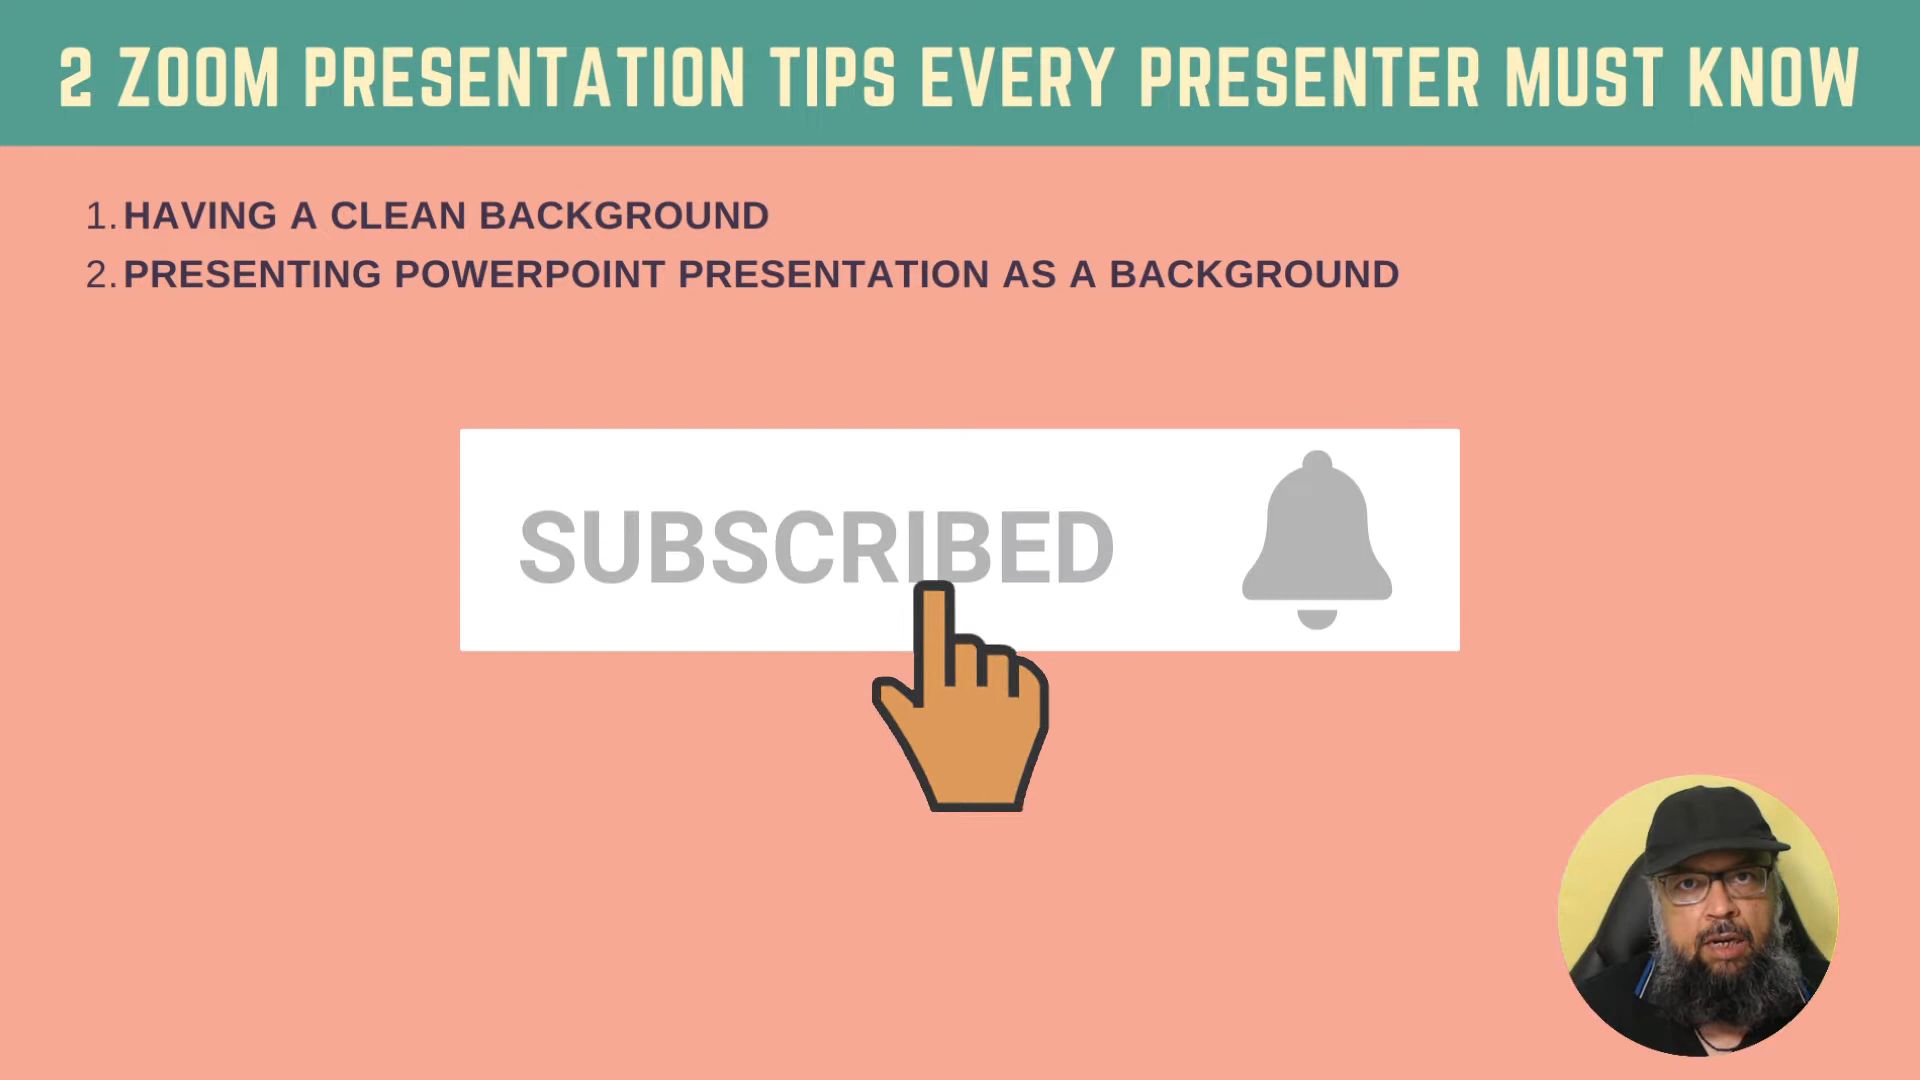 2 ZOOM PRESENTATION TIPS EVERY PRESENTER MUST KNOW
1. HAVING A CLEAN BACKGROUND
2. PRESENTING POWERPOINT PRESENTATION AS A BACKGROUND
SUBSCRIBED